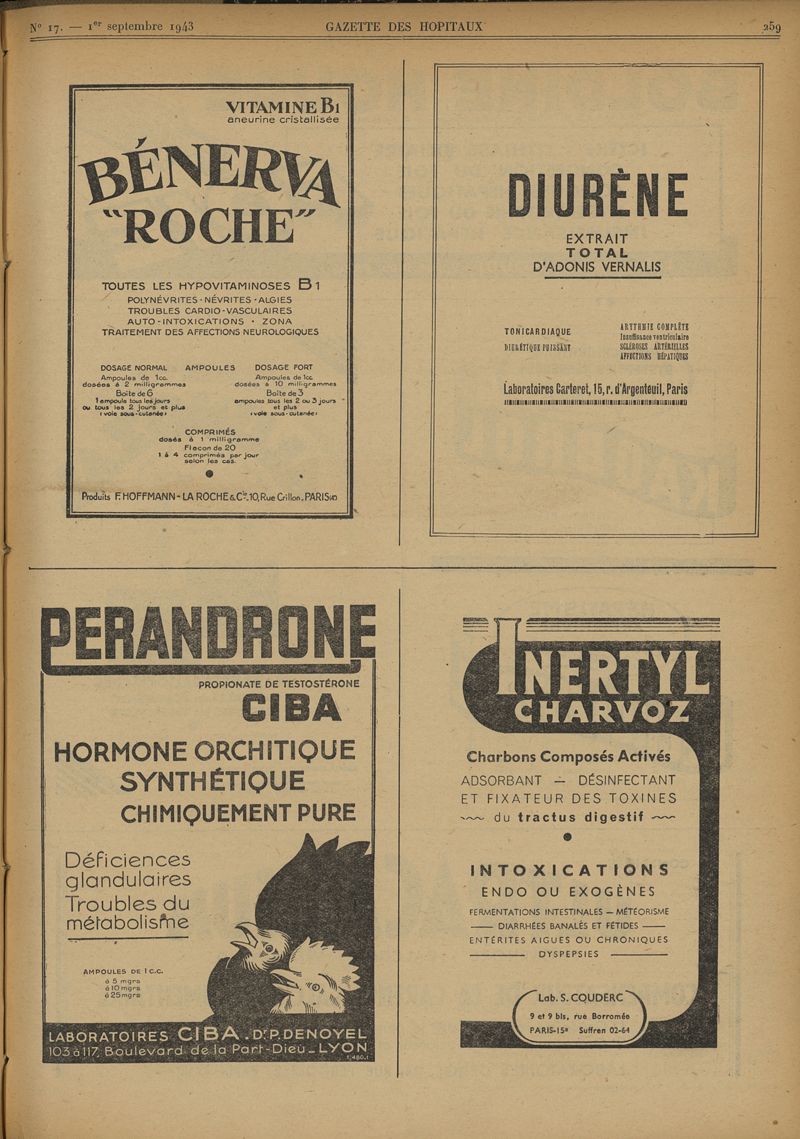 N° 17. — 1er septembre 1943 GAZETTE DES HOPITAUX 259
VITAMINE B1
aneurine cristallisée
BÉNERVA
"ROCHE"
TOUTES LES HYPOVITAMINOSES B1
POLYNÉVRITES - NÉVRITES - ALGIES
TROUBLES CARDIO-VASCULAIRES
AUTO-INTOXICATIONS - ZONA
TRAITEMENT DES AFFECTIONS NEUROLOGIQUES
DOSAGE NORMAL AMPOULES DOSAGE FORT
Ampoules de 1cc. Ampoules de 1cc
dosées à 2 milligrammes dosées à 10 milligrammes
Boîte de 6 Boîte de 3
1 ampoule tous les jours ampoules tous les 2 ou 3 jours
ou tous les 2 jours et plus et plus
(voie sous-cutanée) (voie sous-cutanée)
COMPRIMÉS
dosés à 1 milligramme
Flacon de 20
1 à 4 comprimés par jour
selon les cas.
Produits F. HOFFMANN - LA ROCHE & Cie. 10, Rue Crillon. PARIS
DIURÈNE
EXTRAIT
TOTAL
D'ADONIS VERNALIS
TONICARDIAQUE
DIURÉTIQUE PUISSANT
ARYTHMIE COMPLÈTE
Insuffisance ventriculaire
SCLÉROSES ARTÉRIELLES
AFFECTIONS HÉPATIQUES
Laboratoires Carteret, 15, r. d'Argenteuil, Paris
PERANDRONE
PROPIONATE DE TESTOSTÉRONE
CIBA
HORMONE ORCHITIQUE
SYNTHÉTIQUE
CHIMIQUEMENT PURE
Déficiences
glandulaires
Troubles du
métabolisme
AMPOULES DE 1 C.C.
à 5 mgrs
à 10 mgrs
à 25 mgrs
LABORATOIRES CIBA. Dr. P. DENOYEL
103 à 117, Boulevard de la Part-Dieu _ LYON
1.480.1
INERTYL
CHARVOZ
Charbons Composés Activés
ADSORBANT — DÉSINFECTANT
ET FIXATEUR DES TOXINES
du tractus digestif
INTOXICATIONS
ENDO OU EXOGÈNES
FERMENTATIONS INTESTINALES — MÉTÉORISME
DIARRHÉES BANALES ET FÉTIDES
ENTÉRITES AIGUES OU CHRONIQUES
DYSPEPSIES
Lab. S. COUDERC
9 et 9 bis, rue Borromée
PARIS-15e Suffren 02-64